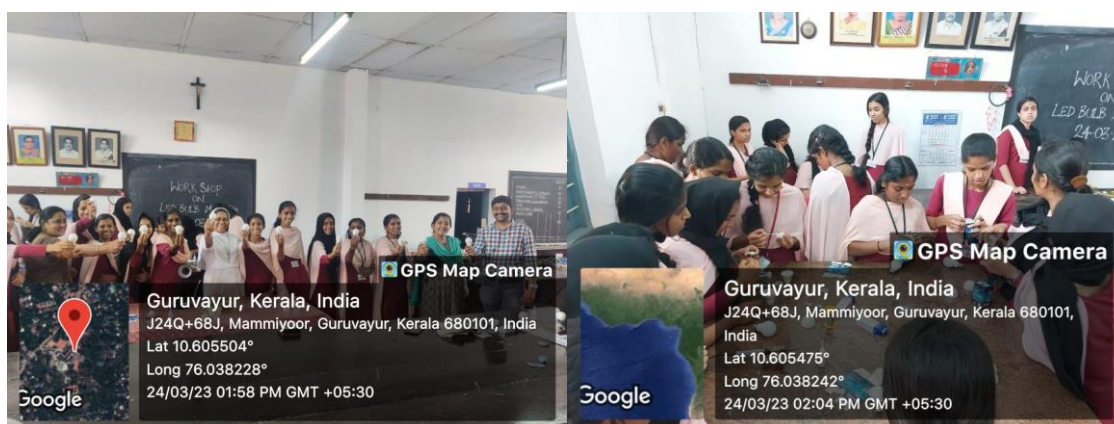 WORK SHOP
ON
LED BULB
GPS Map Camera
Guruvayur, Kerala, India
J24Q+68J, Mammiyoor, Guruvayur, Kerala 680101, India
Lat 10.605504°
Long 76.038228°
24/03/23 01:58 PM GMT +05:30
Google
WORK
ON
LED BULB
24-03
GPS Map Camera
Guruvayur, Kerala, India
J24Q+68J, Mammiyoor, Guruvayur, Kerala 680101,
India
Lat 10.605475°
Long 76.038242°
24/03/23 02:04 PM GMT +05:30
Google